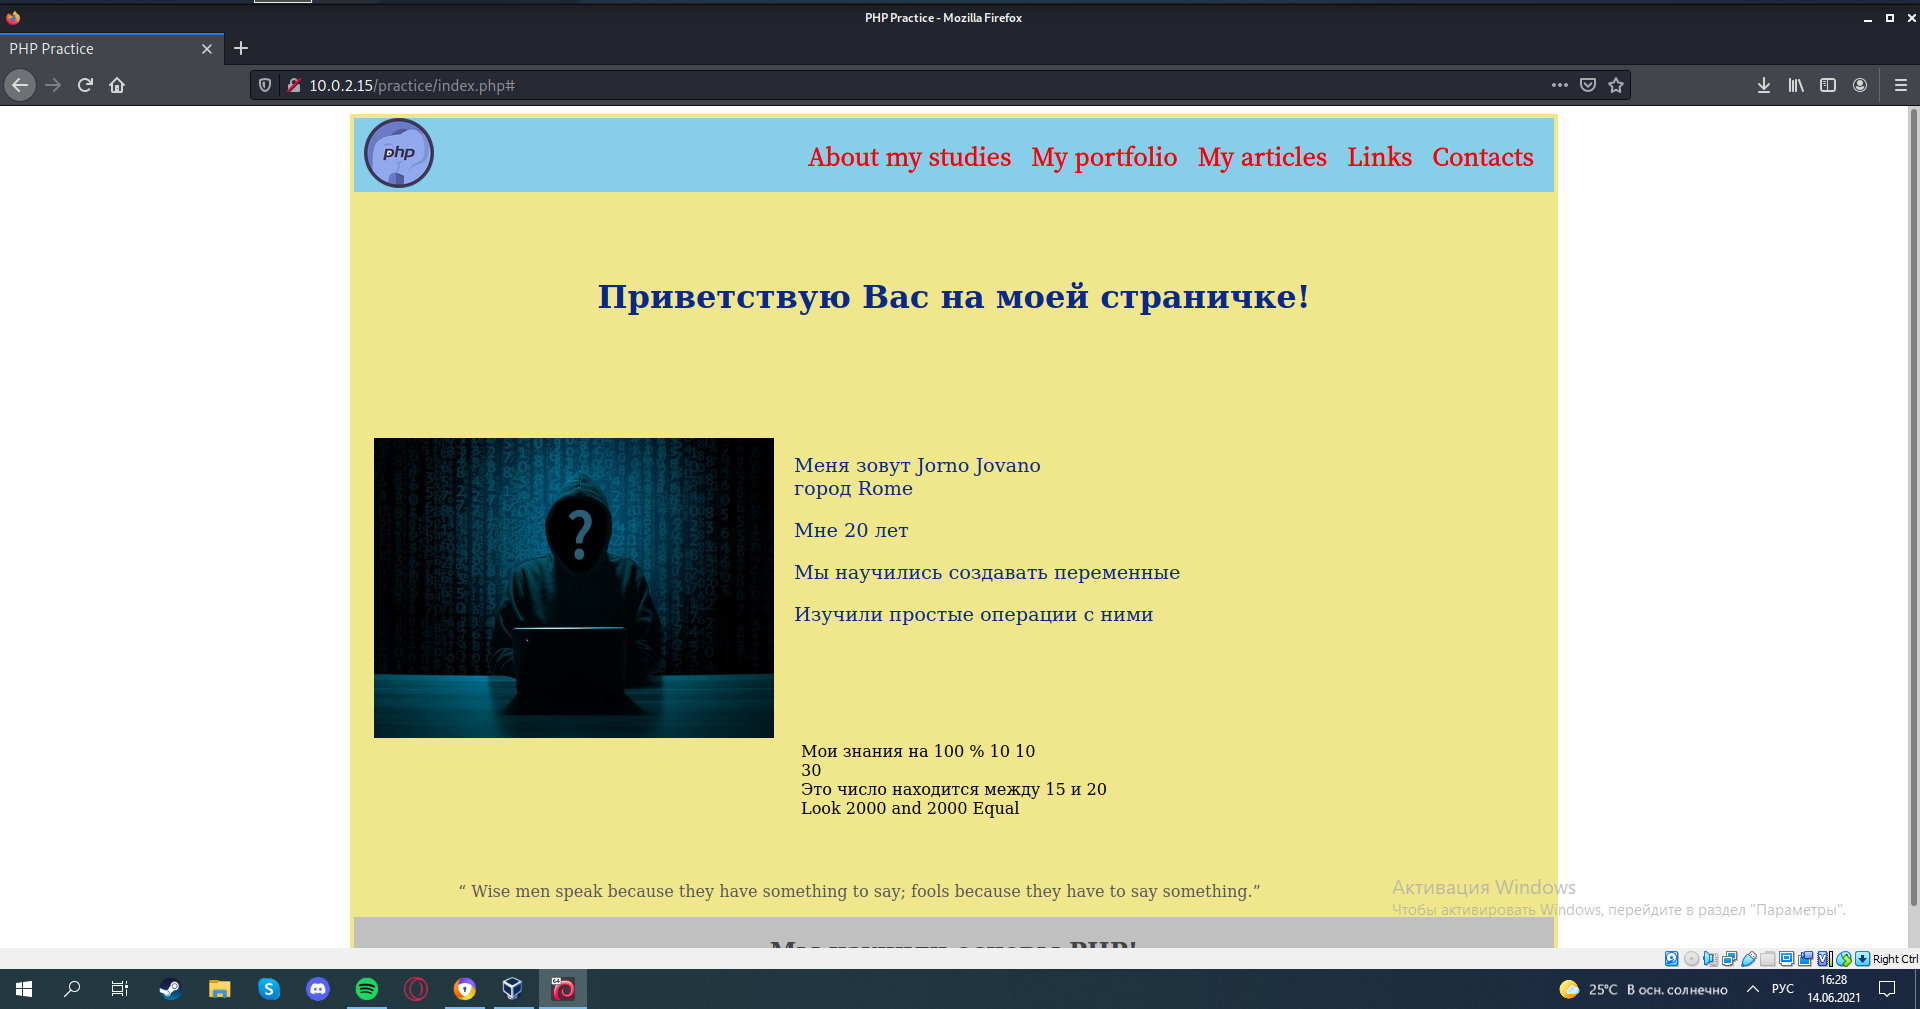 PHP Practice - Mozilla Firefox
PHP Practice
10.0.2.15/practice/index.php#
php
About my studies My portfolio My articles Links Contacts
Приветствую Вас на моей страничке!
?
Меня зовут Jorno Jovano
город Rome
Мне 20 лет
Мы научились создавать переменные
Изучили простые операции с ними
Мои знания на 100 % 10 10
30
Это число находится между 15 и 20
Look 2000 and 2000 Equal
“ Wise men speak because they have something to say; fools because they have to say something.”
Активация Windows
Чтобы активировать Windows, перейдите в раздел "Параметры".
PHP!
Right Ctrl
64
25°C В осн. солнечно
РУС
16:28
14.06.2021